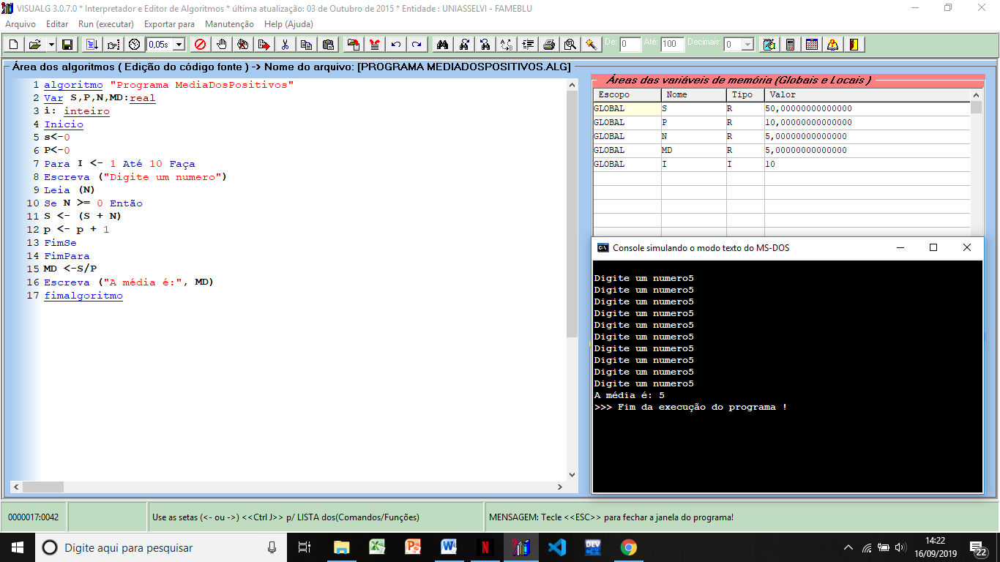 VISUALG 3.0.7.0 * Interpretador e Editor de Algoritmos * última atualização: 03 de Outubro de 2015 * Entidade : UNIASSELVI - FAMEBLU
Arquivo Editar Run (executar) Exportar para Manutenção Help (Ajuda)
0,05s De: 0 Até: 100 Decimais: 0
Área dos algoritmos ( Edição do código fonte ) -> Nome do arquivo: [PROGRAMA MEDIADOSPOSITIVOS.ALG]
1 algoritmo "Programa MediaDosPositivos"
2 Var S,P,N,MD:real
3 i: inteiro
4 Inicio
5 s<-0
6 P<-0
7 Para I <- 1 Até 10 Faça
8 Escreva ("Digite um numero")
9 Leia (N)
10 Se N >= 0 Então
11 S <- (S + N)
12 p <- p + 1
13 FimSe
14 FimPara
15 MD <-S/P
16 Escreva ("A média é:", MD)
17 fimalgoritmo
Áreas das variáveis de memória (Globais e Locais )
Escopo Nome Tipo Valor
GLOBAL S R 50,00000000000000
GLOBAL P R 10,00000000000000
GLOBAL N R 5,00000000000000
GLOBAL MD R 5,00000000000000
GLOBAL I I 10
Console simulando o modo texto do MS-DOS
Digite um numero5
Digite um numero5
Digite um numero5
Digite um numero5
Digite um numero5
Digite um numero5
Digite um numero5
Digite um numero5
Digite um numero5
Digite um numero5
A média é: 5
>>> Fim da execução do programa !
0000017:0042
Use as setas (<- ou ->) <<Ctrl J>> p/ LISTA dos(Comandos/Funções)
MENSAGEM: Tecle <<ESC>> para fechar a janela do programa!
Digite aqui para pesquisar
DEV
14:22
16/09/2019
22